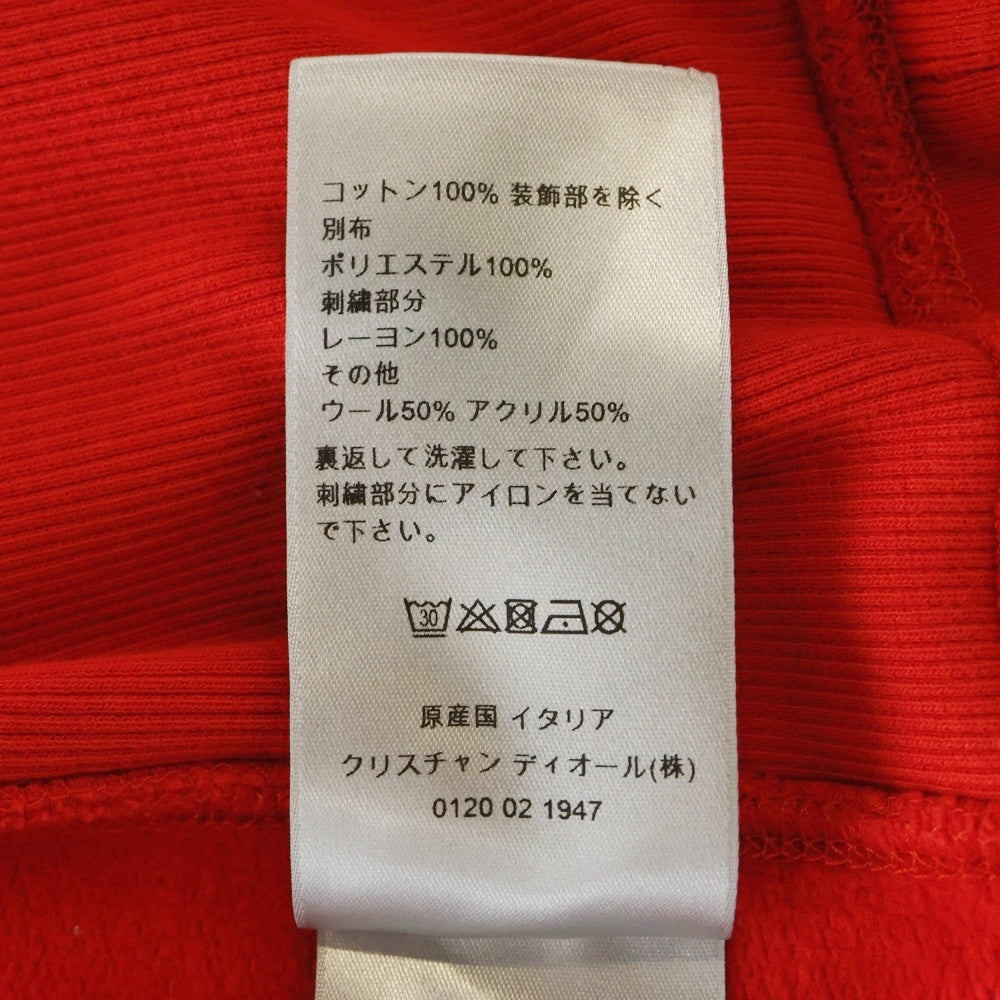 コットン100% 装飾部を除く
別布
ポリエステル100%
刺繍部分
レーヨン100%
その他
ウール50% アクリル50%
裏返して洗濯して下さい。
刺繍部分にアイロンを当てない
で下さい。
30
原産国 イタリア
クリスチャン ディオール(株)
0120 02 1947